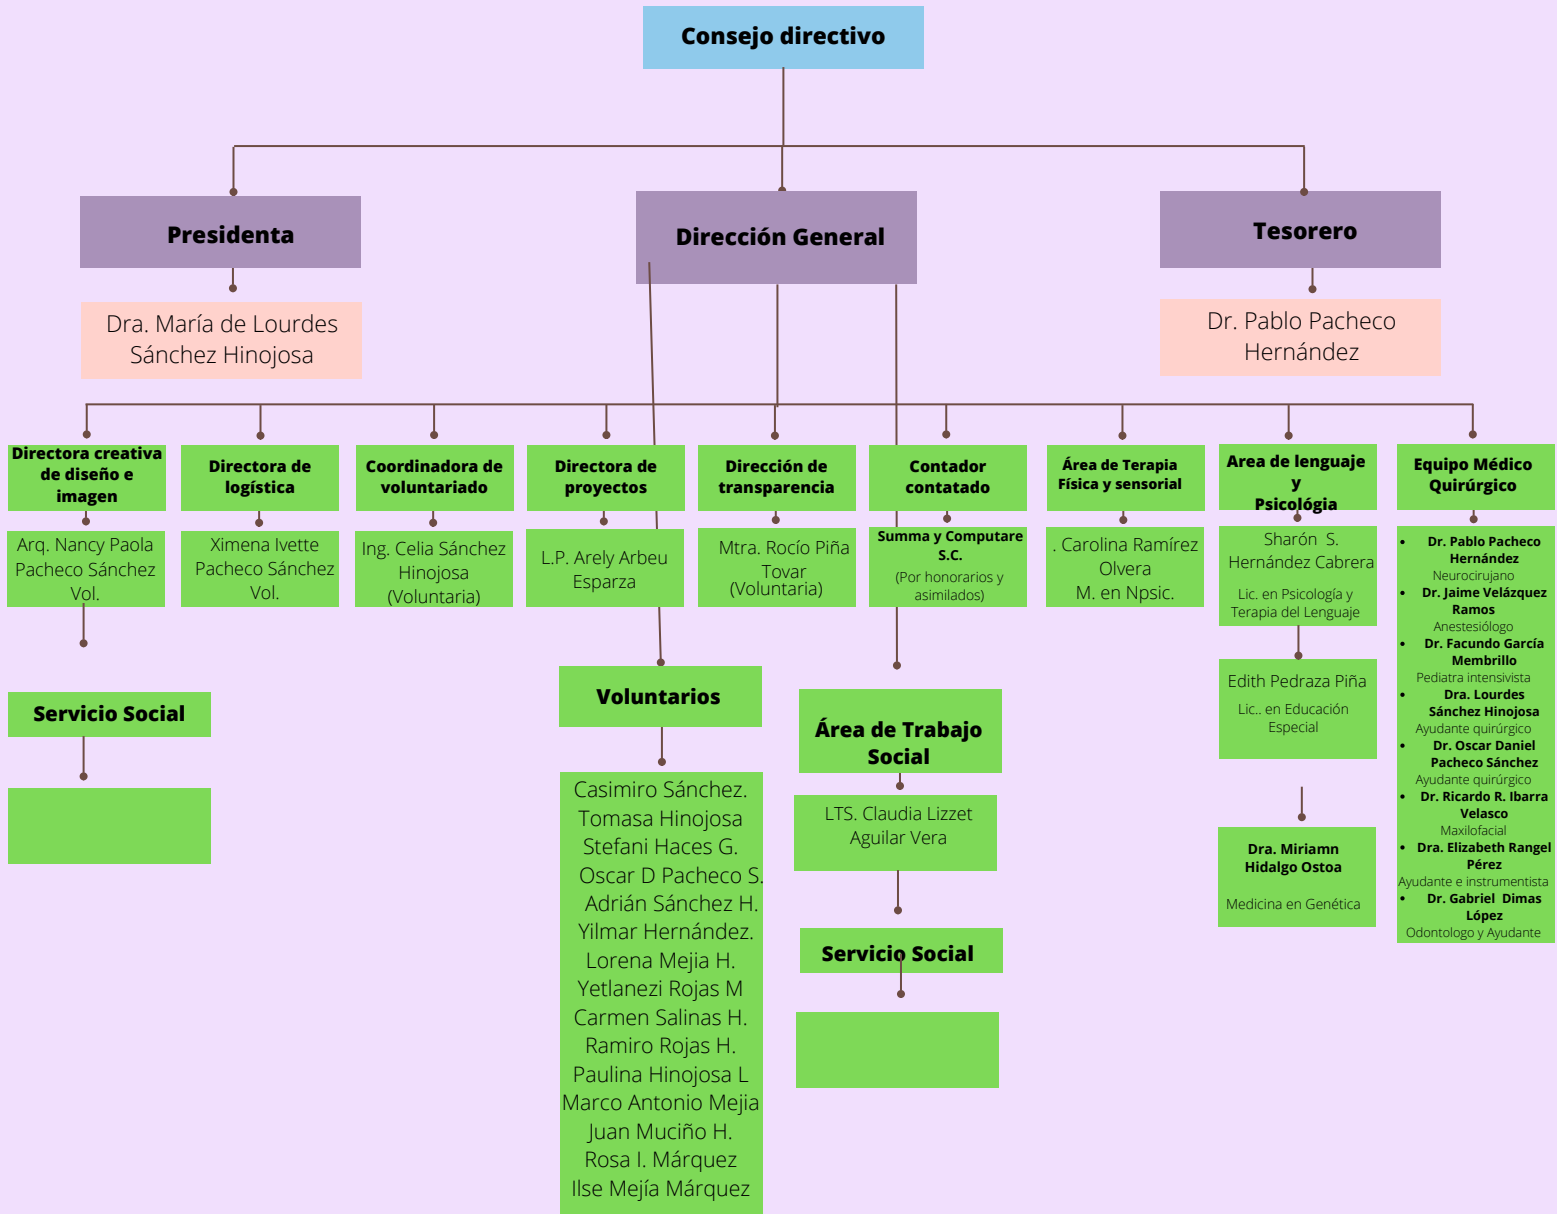 Consejo directivo
Presidenta
Dirección General
Tesorero
Dra. María de Lourdes
Sánchez Hinojosa
Dr. Pablo Pacheco
Hernández
Directora creativa
de diseño e
imagen
Arq. Nancy Paola
Pacheco Sánchez
Vol.
Servicio Social
Directora de
logística
Ximena Ivette
Pacheco Sánchez
Vol.
Coordinadora de
voluntariado
Ing. Celia Sánchez
Hinojosa
(Voluntaria)
Directora de
proyectos
L.P. Arely Arbeu
Esparza
Dirección de
transparencia
Mtra. Rocío Piña
Tovar
(Voluntaria)
Contador
contatado
Summa y Computare
S.C.
(Por honorarios y
asimilados)
Área de Terapia
Física y sensorial
. Carolina Ramírez
Olvera
M. en Npsic.
Area de lenguaje
y
Psicológia
Sharón S.
Hernández Cabrera
Lic. en Psicología y
Terapia del Lenguaje
Edith Pedraza Piña
Lic.. en Educación
Especial
Dra. Miriamn
Hidalgo Ostoa
Medicina en Genética
Equipo Médico
Quirúrgico
• Dr. Pablo Pacheco
Hernández
Neurocirujano
• Dr. Jaime Velázquez
Ramos
Anestesiólogo
• Dr. Facundo García
Membrillo
Pediatra intensivista
• Dra. Lourdes
Sánchez Hinojosa
Ayudante quirúrgico
• Dr. Oscar Daniel
Pacheco Sánchez
Ayudante quirúrgico
• Dr. Ricardo R. Ibarra
Velasco
Maxilofacial
• Dra. Elizabeth Rangel
Pérez
Ayudante e instrumentista
• Dr. Gabriel Dimas
López
Odontologo y Ayudante
Voluntarios
Casimiro Sánchez.
Tomasa Hinojosa
Stefani Haces G.
Oscar D Pacheco S.
Adrián Sánchez H.
Yilmar Hernández.
Lorena Mejia H.
Yetlanezi Rojas M
Carmen Salinas H.
Ramiro Rojas H.
Paulina Hinojosa L
Marco Antonio Mejia
Juan Muciño H.
Rosa I. Márquez
Ilse Mejía Márquez
Área de Trabajo
Social
LTS. Claudia Lizzet
Aguilar Vera
Servicio Social